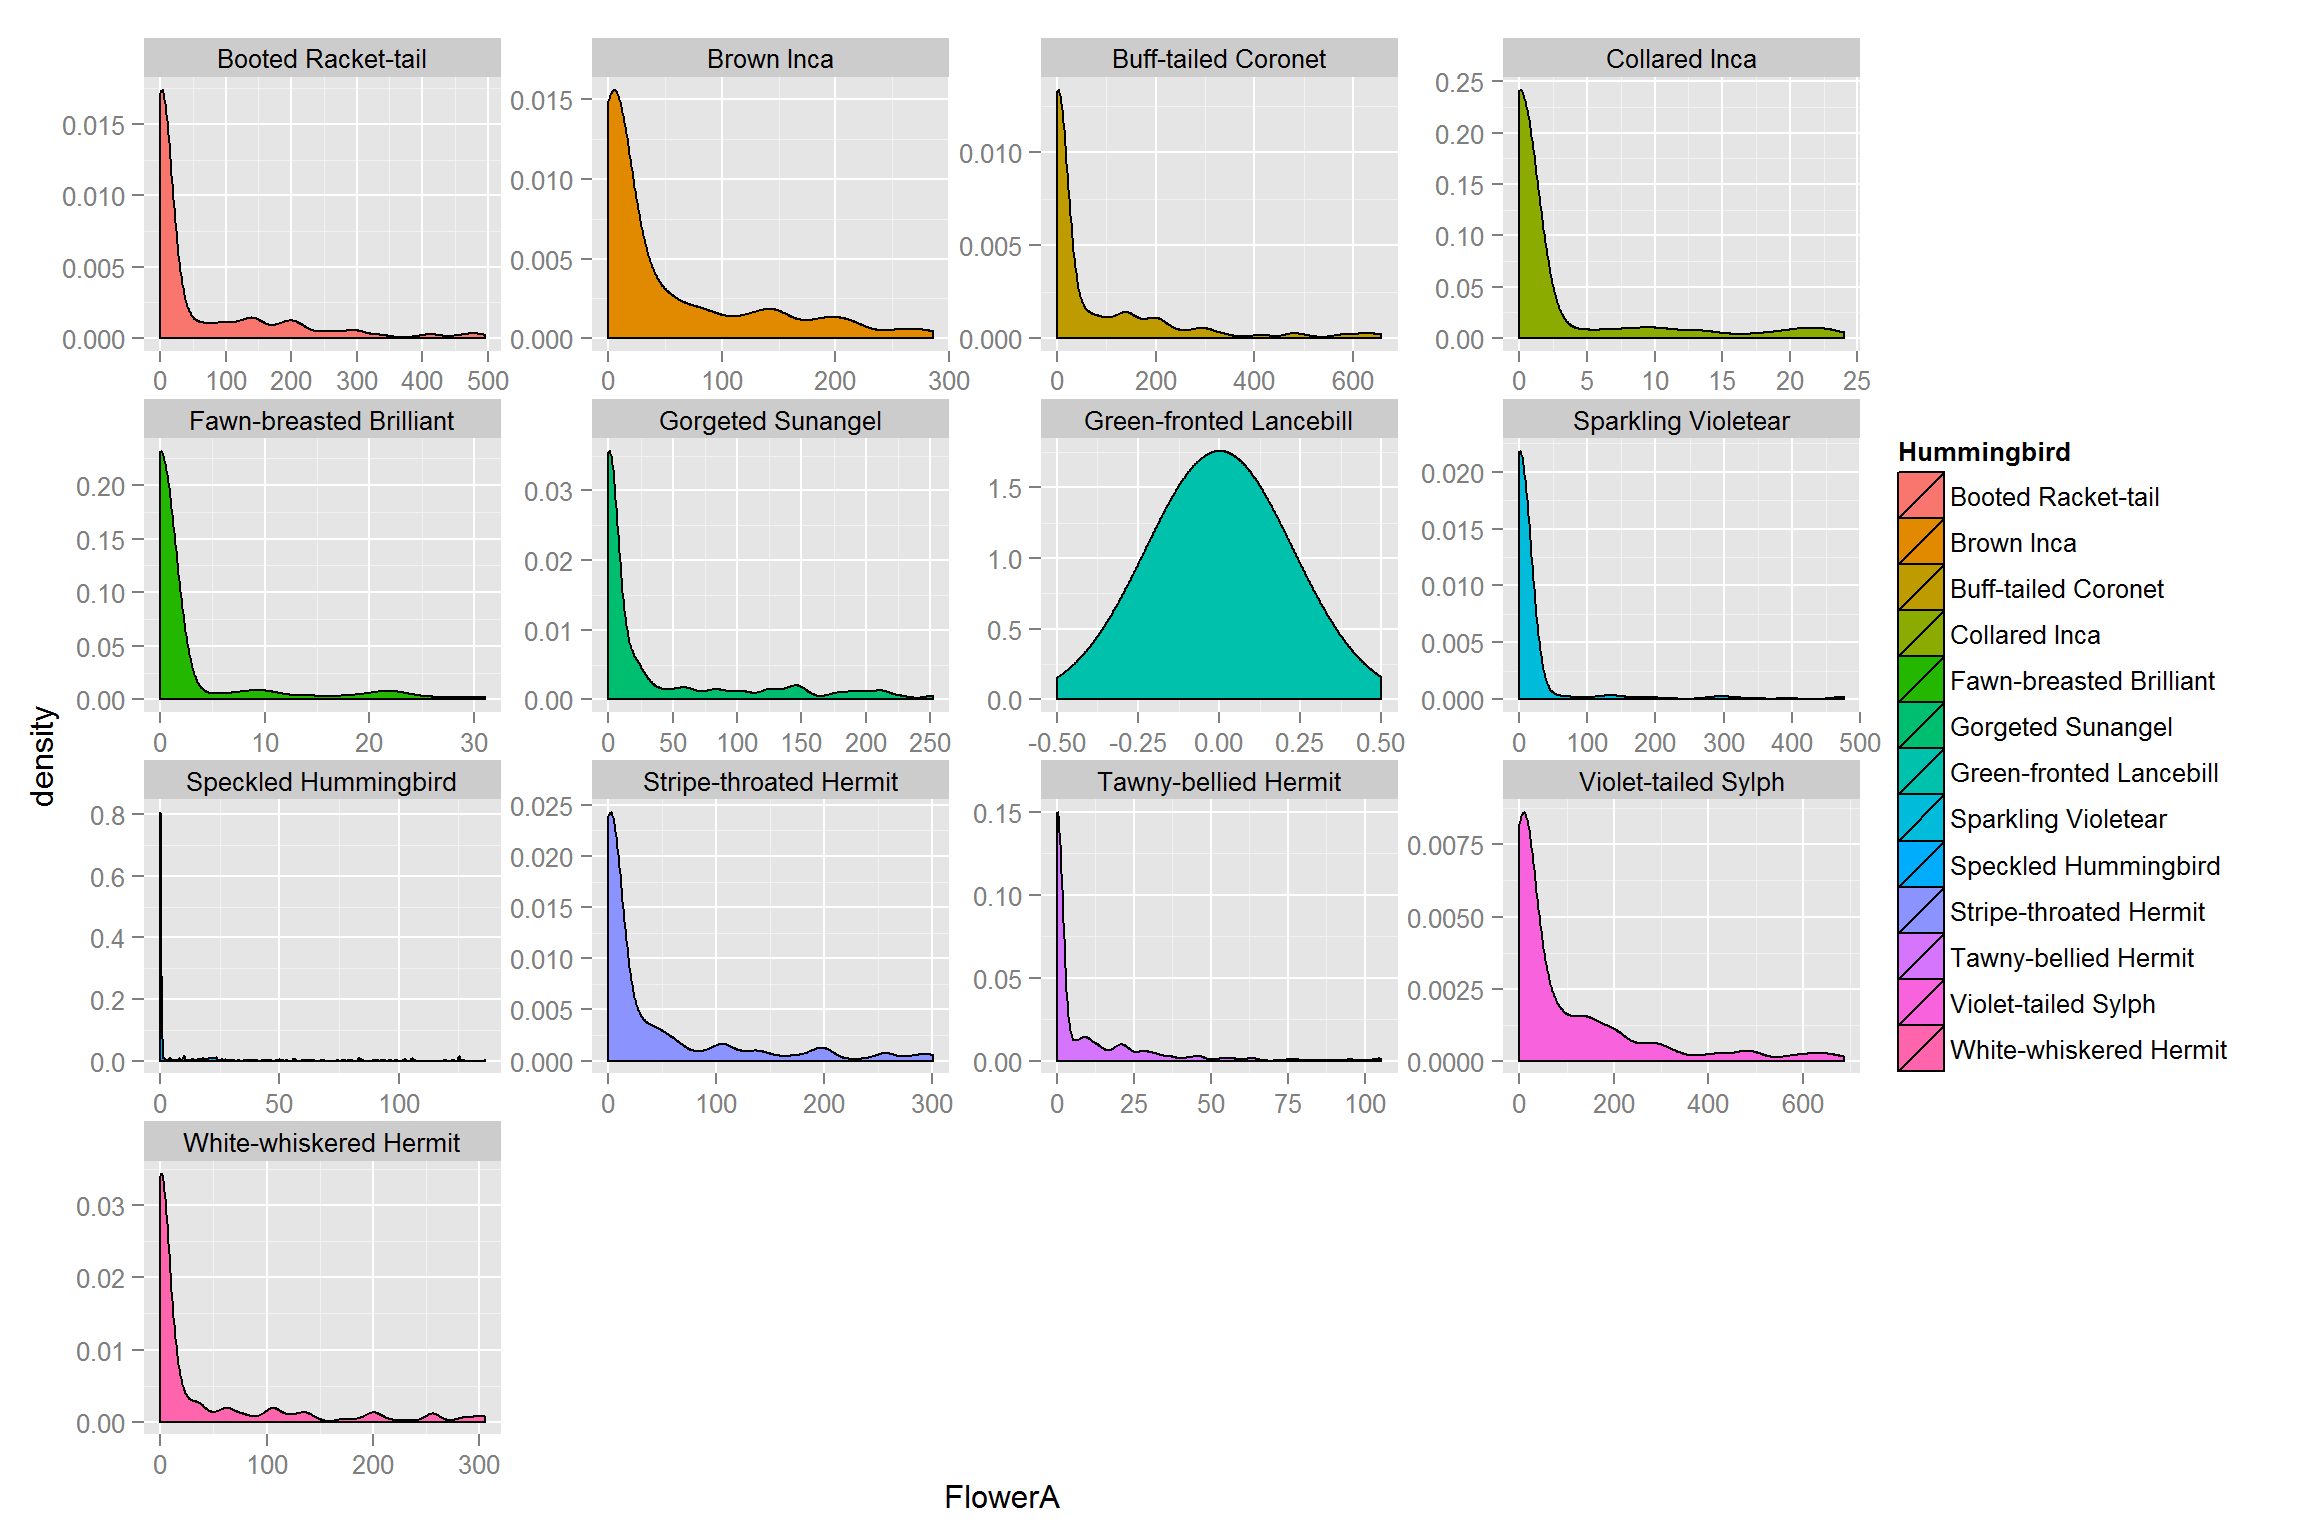 Booted Racket-tail
Brown Inca
Buff-tailed Coronet
Collared Inca
0.015
0.010
0.005
0.000
0 100 200 300 400 500
0.015
0.010
0.005
0.000
0 100 200 300
0.010
0.005
0.000
0 200 400 600
0.25
0.20
0.15
0.10
0.05
0.00
0 5 10 15 20 25
Fawn-breasted Brilliant
Gorgeted Sunangel
Green-fronted Lancebill
Sparkling Violetear
0.20
0.15
0.10
0.05
0.00
0 10 20 30
0.03
0.02
0.01
0.00
0 50 100 150 200 250
1.5
1.0
0.5
0.0
-0.50 -0.25 0.00 0.25 0.50
0.020
0.015
0.010
0.005
0.000
0 100 200 300 400 500
Speckled Hummingbird
Stripe-throated Hermit
Tawny-bellied Hermit
Violet-tailed Sylph
0.8
0.6
0.4
0.2
0.0
0 50 100
0.025
0.020
0.015
0.010
0.005
0.000
0 100 200 300
0.15
0.10
0.05
0.00
0 25 50 75 100
0.0075
0.0050
0.0025
0.0000
0 200 400 600
White-whiskered Hermit
0.03
0.02
0.01
0.00
0 100 200 300
density
FlowerA
Hummingbird
Booted Racket-tail
Brown Inca
Buff-tailed Coronet
Collared Inca
Fawn-breasted Brilliant
Gorgeted Sunangel
Green-fronted Lancebill
Sparkling Violetear
Speckled Hummingbird
Stripe-throated Hermit
Tawny-bellied Hermit
Violet-tailed Sylph
White-whiskered Hermit